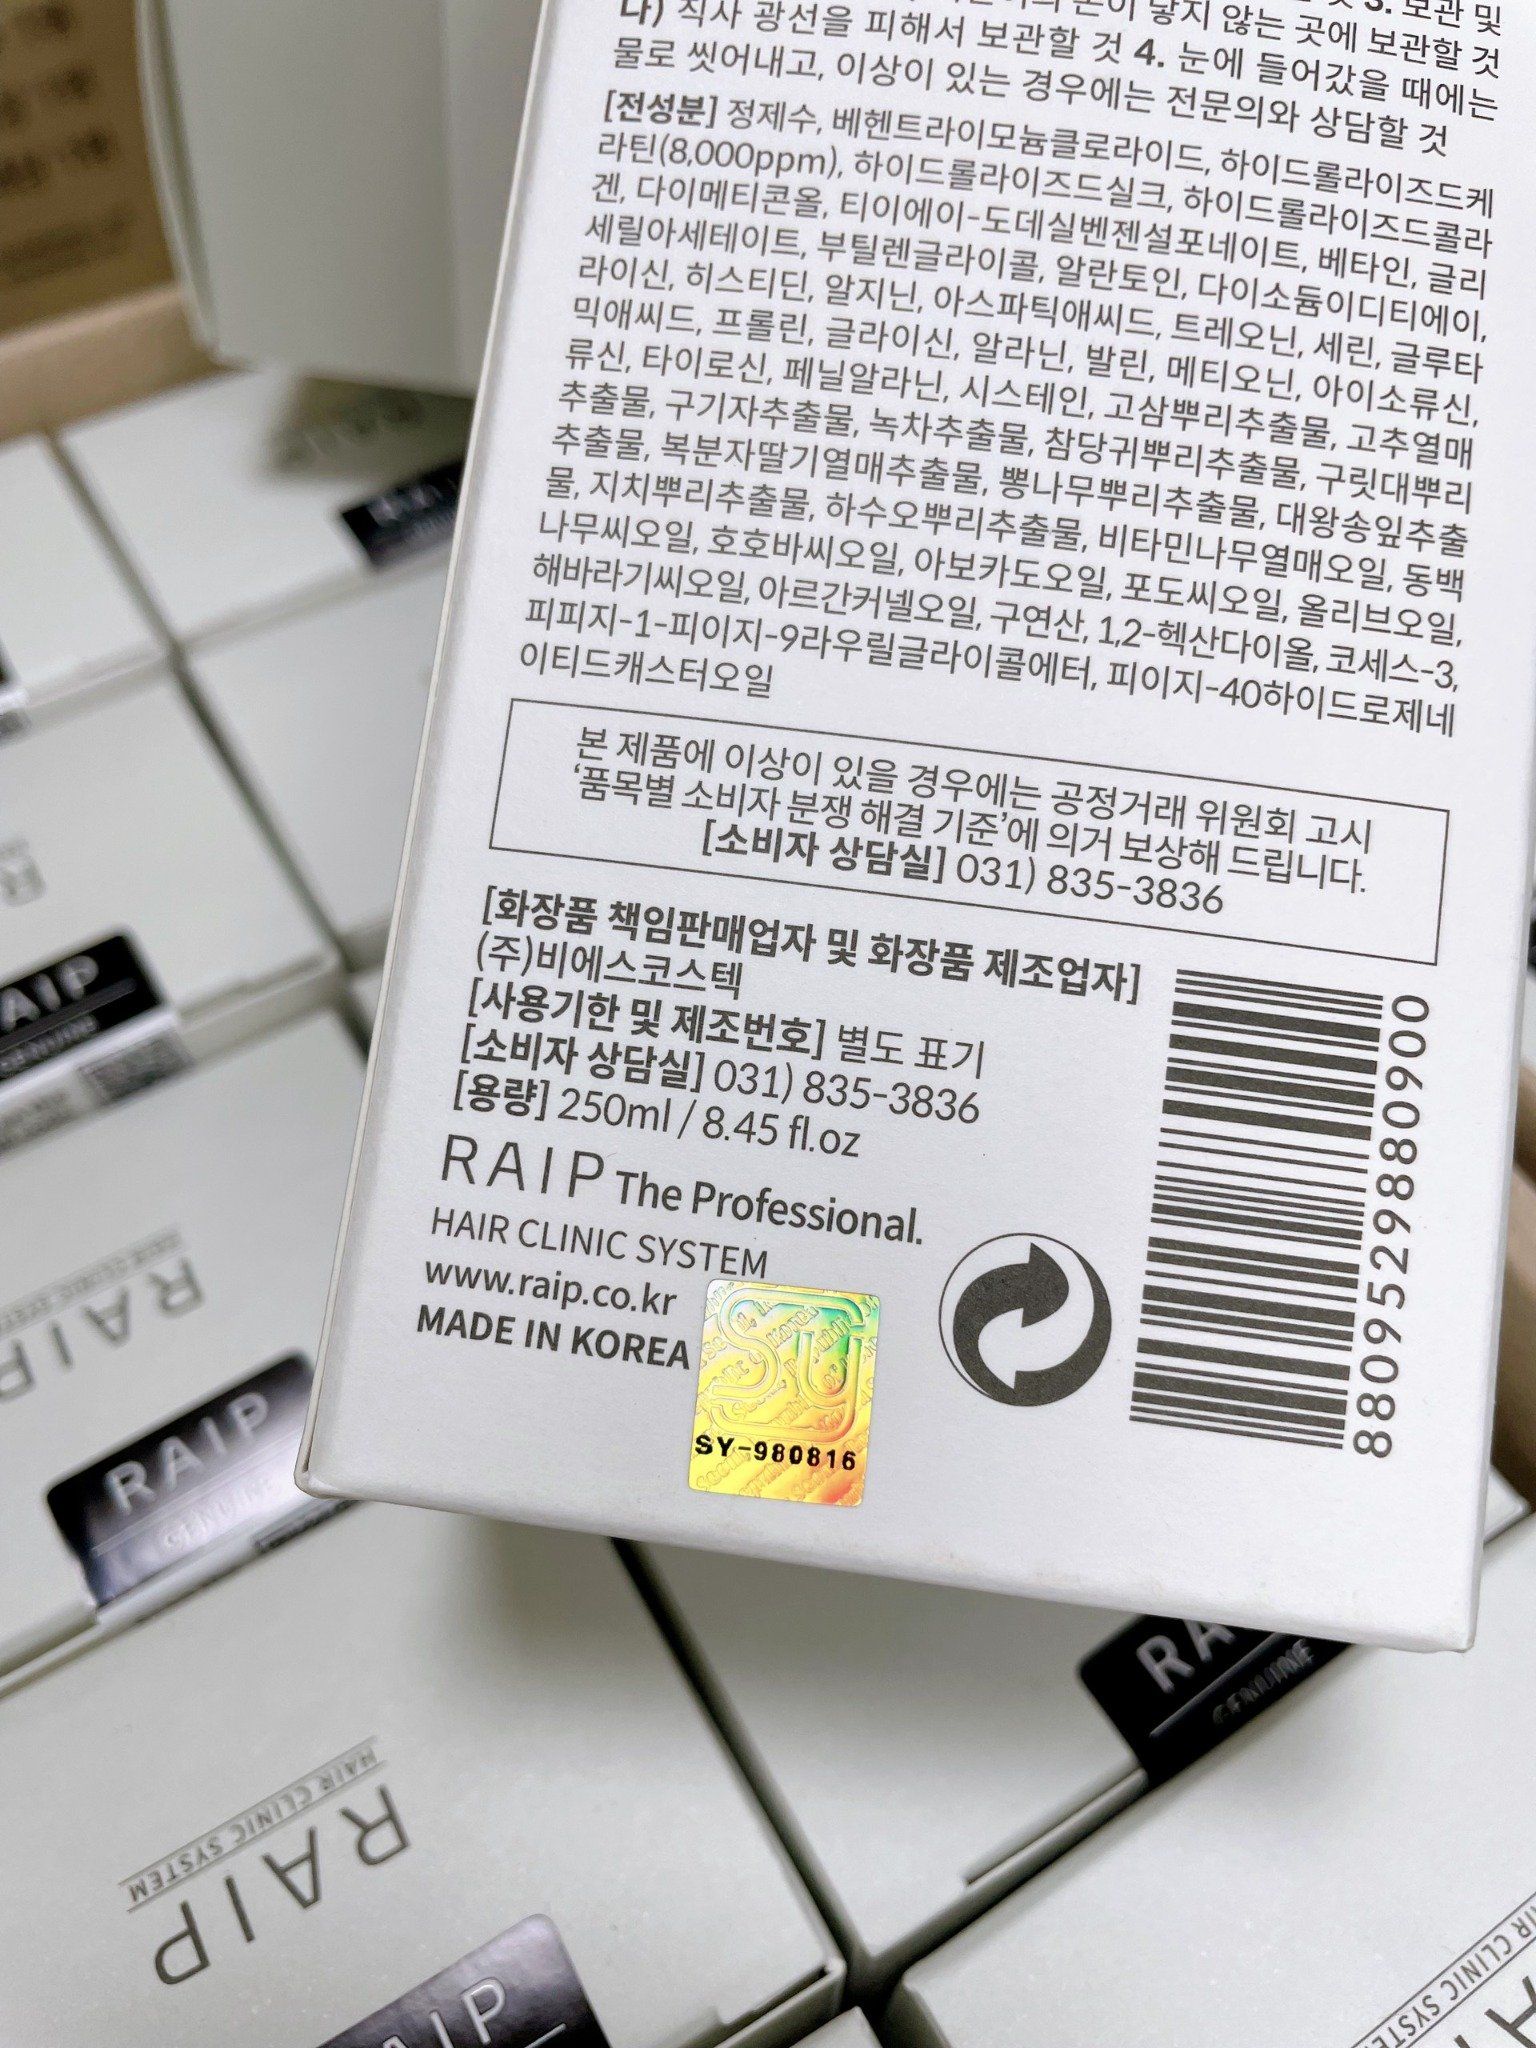 손이 닿지 않는 곳에 보관할 것
나) 직사 광선을 피해서 보관할 것 4. 눈에 들어갔을 때에는
물로 씻어내고, 이상이 있는 경우에는 전문의와 상담할 것
[전성분] 정제수, 베헨트라이모늄클로라이드, 하이드롤라이즈드케
라틴(8,000ppm), 하이드롤라이즈드실크, 하이드롤라이즈드콜라
겐, 다이메티콘올, 티이에이-도데실벤젠설포네이트, 베타인, 글리
세릴아세테이트, 부틸렌글라이콜, 알란토인, 다이소듐이디티에이,
라이신, 히스티딘, 알지닌, 아스파틱애씨드, 트레오닌, 세린, 글루타
믹애씨드, 프롤린, 글라이신, 알라닌, 발린, 메티오닌, 아이소류신,
류신, 타이로신, 페닐알라닌, 시스테인, 고삼뿌리추출물, 고추열매
추출물, 구기자추출물, 녹차추출물, 참당귀뿌리추출물, 구릿대뿌리
추출물, 복분자딸기열매추출물, 뽕나무뿌리추출물, 대왕송잎추출
물, 지치뿌리추출물, 하수오뿌리추출물, 비타민나무열매오일, 동백
나무씨오일, 호호바씨오일, 아보카도오일, 포도씨오일, 올리브오일,
해바라기씨오일, 아르간커넬오일, 구연산, 1,2-헥산다이올, 코세스-3,
피피지-1-피이지-9라우릴글라이콜에터, 피이지-40하이드로제네
이티드캐스터오일
본 제품에 이상이 있을 경우에는 공정거래 위원회 고시
‘품목별 소비자 분쟁 해결 기준’에 의거 보상해 드립니다.
[소비자 상담실] 031) 835-3836
[화장품 책임판매업자 및 화장품 제조업자]
(주)비에스코스텍
[사용기한 및 제조번호] 별도 표기
[소비자 상담실] 031) 835-3836
[용량] 250ml / 8.45 fl.oz
RAIP The Professional.
HAIR CLINIC SYSTEM
www.raip.co.kr
MADE IN KOREA
SY-980816
8809529880900
RAIP
GENUINE
RAIP
HAIR CLINIC SYSTEM
RAIP
GENUINE
RAIP
HAIR CLINIC SYSTEM